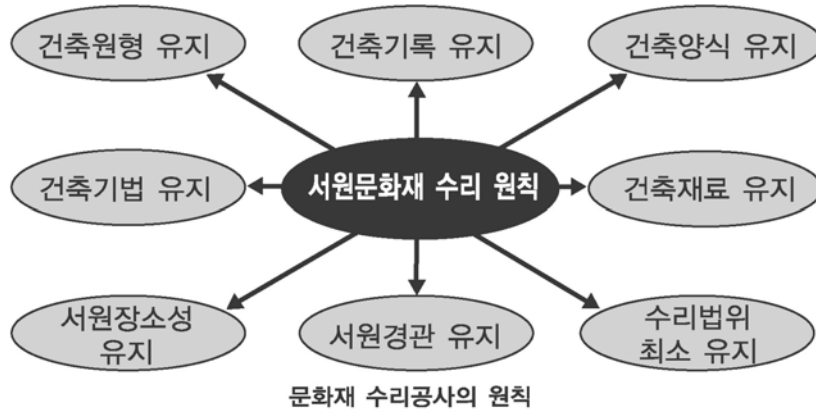 건축원형 유지
건축기록 유지
건축양식 유지
건축기법 유지
서원문화재 수리 원칙
건축재료 유지
서원장소성
유지
서원경관 유지
수리법위
최소 유지
문화재 수리공사의 원칙